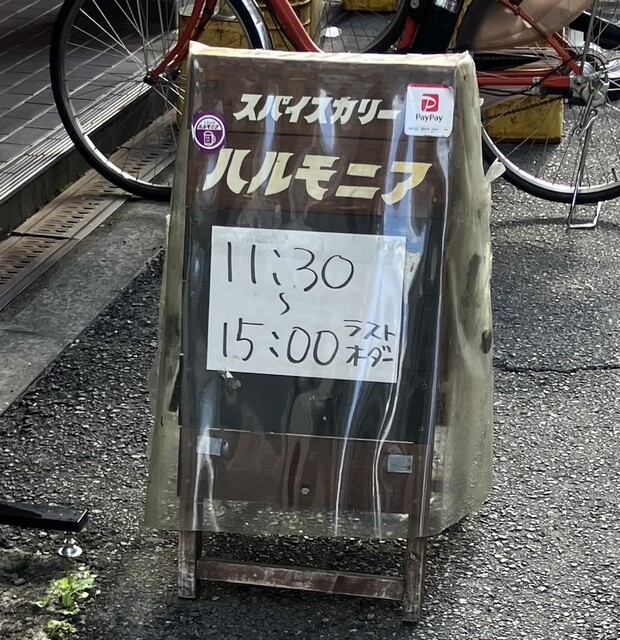 スパイスカリー
PayPay
ハルモニア
11:30
〜
15:00 ラスト
オーダー